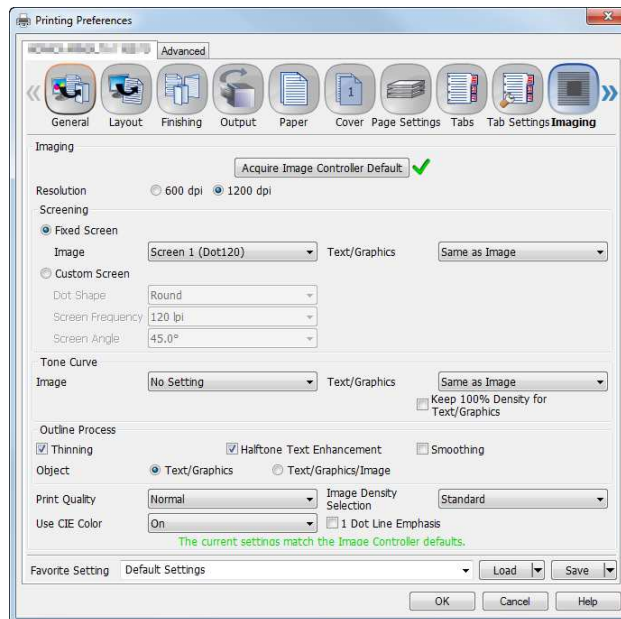 Printing Preferences
Advanced
General Layout Finishing Output Paper Cover Page Settings Tabs Tab Settings Imaging
1
Imaging
Acquire Image Controller Default
Resolution 600 dpi 1200 dpi
Screening
Fixed Screen
Image Screen 1 (Dot120) Text/Graphics Same as Image
Custom Screen
Dot Shape Round
Screen Frequency 120 lpi
Screen Angle 45.0°
Tone Curve
Image No Setting Text/Graphics Same as Image
Keep 100% Density for
Text/Graphics
Outline Process
Thinning Halftone Text Enhancement Smoothing
Object Text/Graphics Text/Graphics/Image
Print Quality Normal Image Density
Selection Standard
Use CIE Color On 1 Dot Line Emphasis
The current settings match the Image Controller defaults.
Favorite Setting Default Settings Load Save
OK Cancel Help